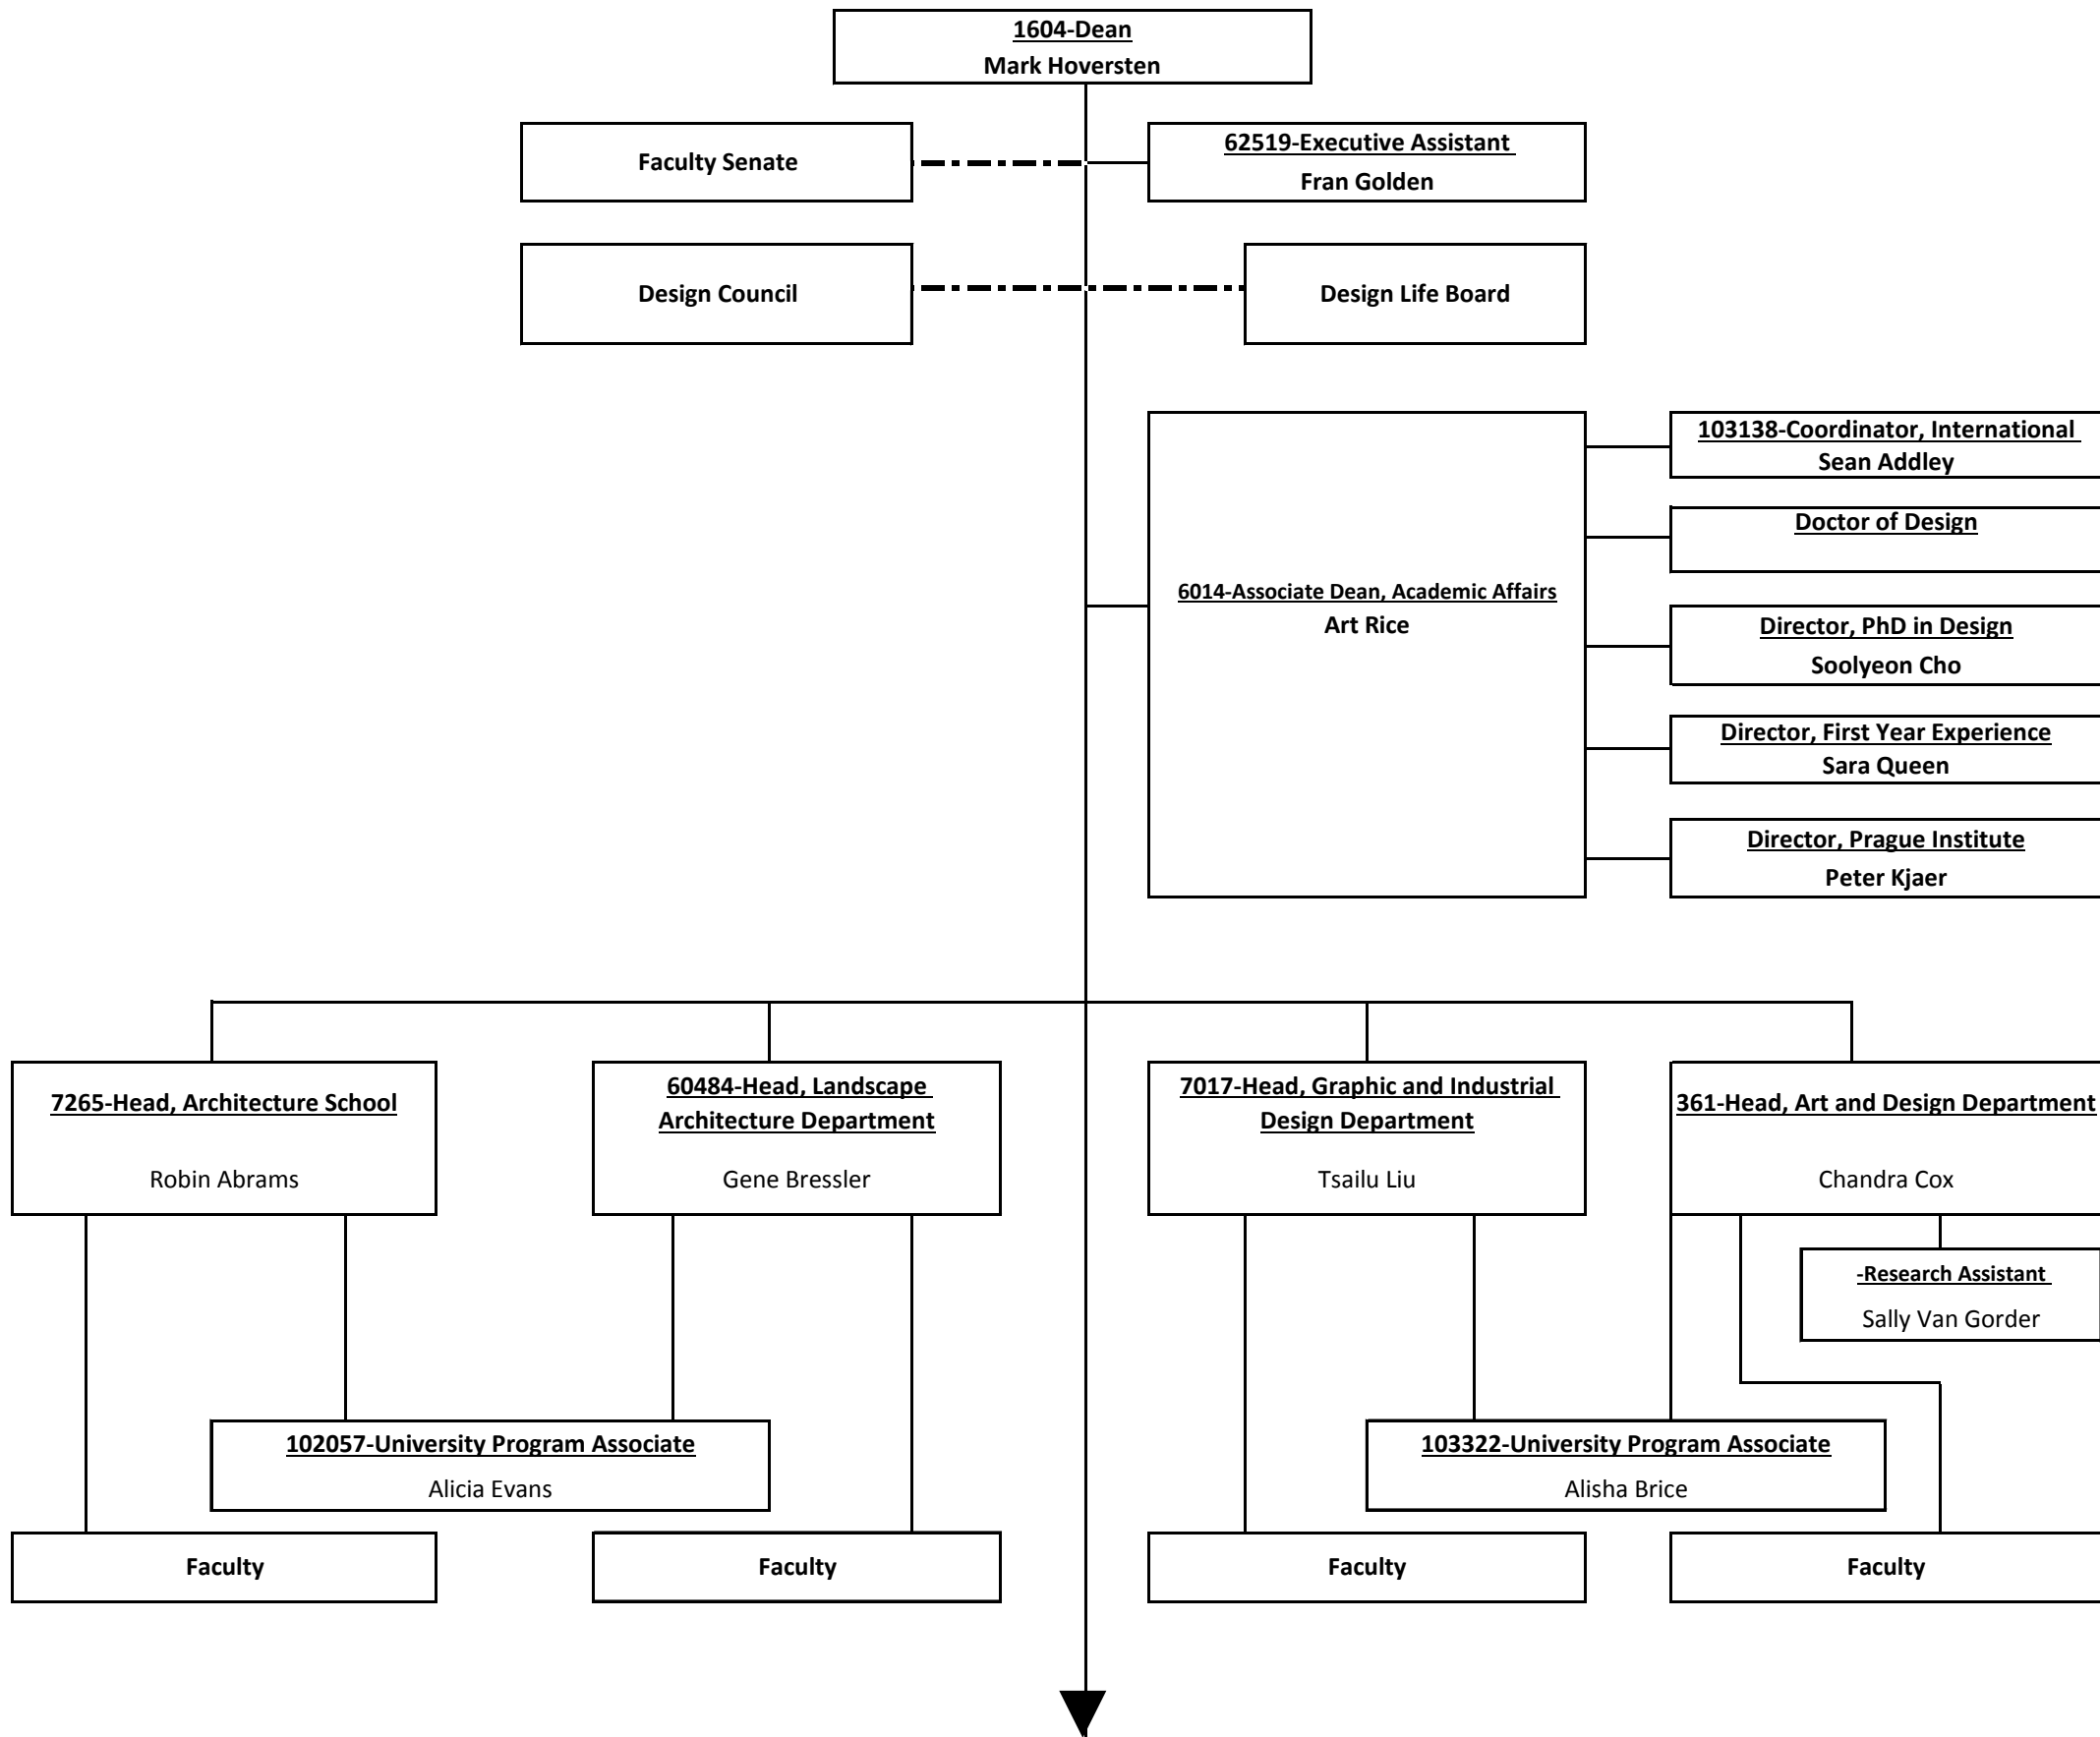 1604-Dean
Mark Hoversten
Faculty Senate
62519-Executive Assistant
Fran Golden
Design Council
Design Life Board
6014-Associate Dean, Academic Affairs
Art Rice
103138-Coordinator, International
Sean Addley
Doctor of Design
Director, PhD in Design
Soolyeon Cho
Director, First Year Experience
Sara Queen
Director, Prague Institute
Peter Kjaer
7265-Head, Architecture School
Robin Abrams
60484-Head, Landscape
Architecture Department
Gene Bressler
7017-Head, Graphic and Industrial
Design Department
Tsailu Liu
361-Head, Art and Design Department
Chandra Cox
-Research Assistant
Sally Van Gorder
102057-University Program Associate
Alicia Evans
103322-University Program Associate
Alisha Brice
Faculty
Faculty
Faculty
Faculty